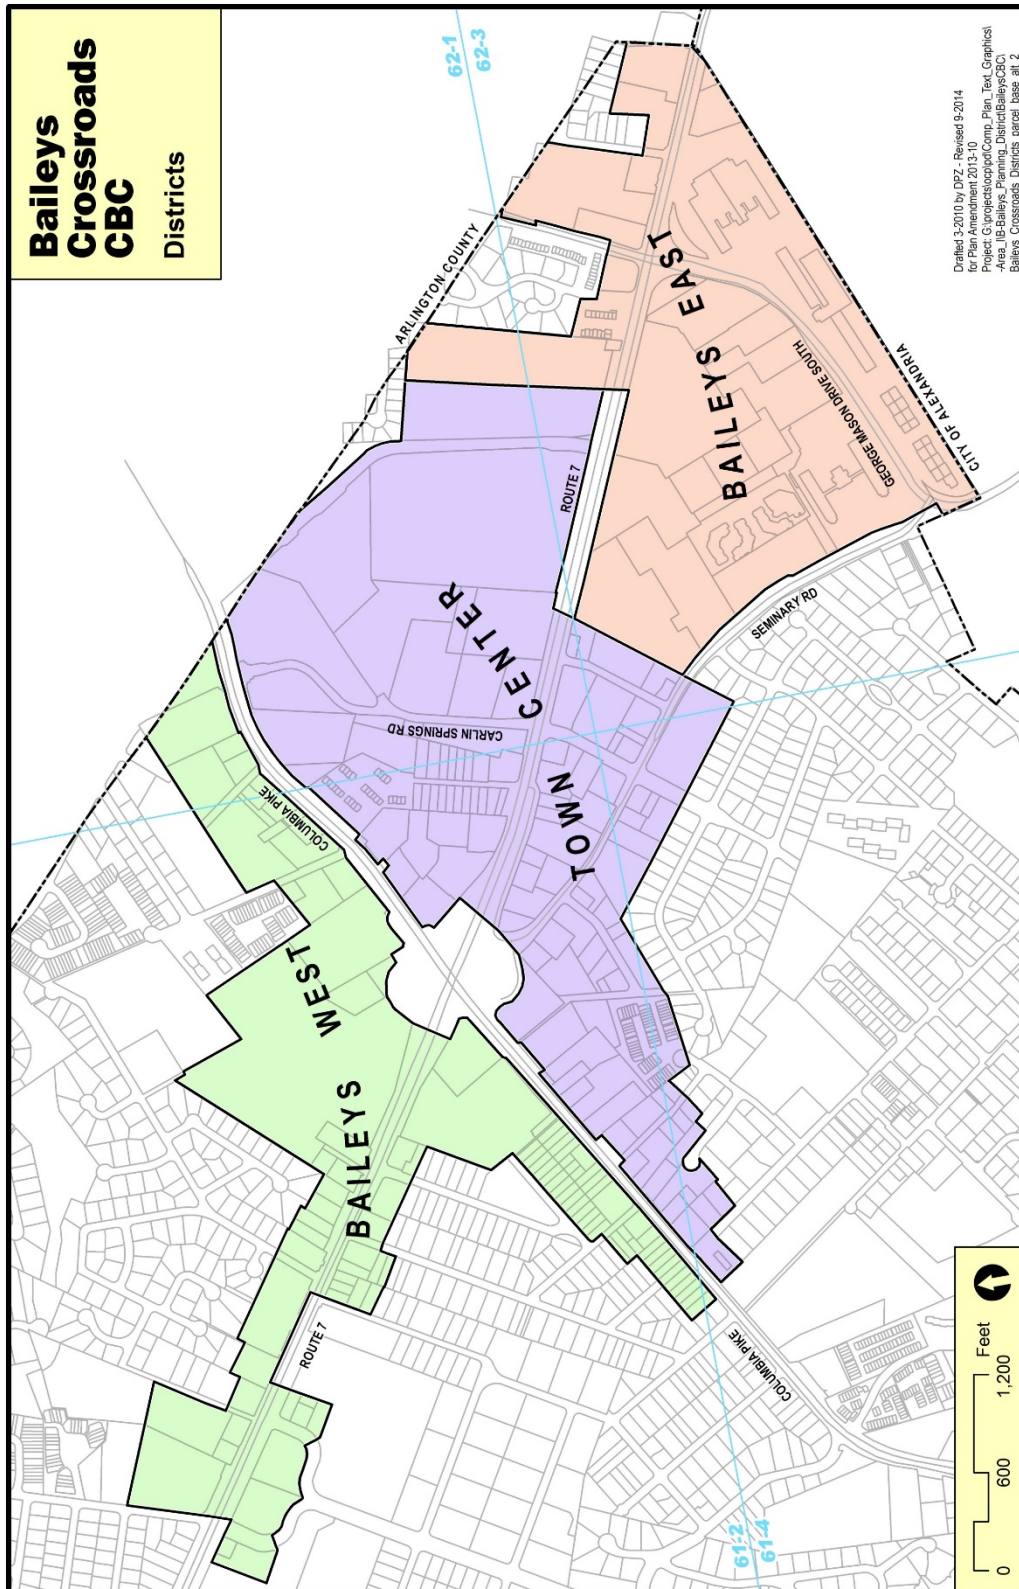 Baileys
Crossroads
CBC
Districts
62-1
62-3
ARLINGTON COUNTY
BAILEYS EAST
GEORGE MASON DRIVE SOUTH
CITY OF ALEXANDRIA
ROUTE 7
SEMINARY RD
TOWN CENTER
CARLIN SPRINGS RD
COLUMBIA PIKE
BAILEYS WEST
ROUTE 7
COLUMBIA PIKE
61-2
61-4
0 600 1,200 Feet
Drafted 3-2010 by DPZ - Revised 9-2014
for Plan Amendment 2013-10
Project: G:\projects\ocp\pdf\Comp_Plan_Text_Graphics\
-Area_I\B-Baileys_Planning_District\BaileysCBC\
Baileys_Crossroads_Districts_parcel_base_alt_2